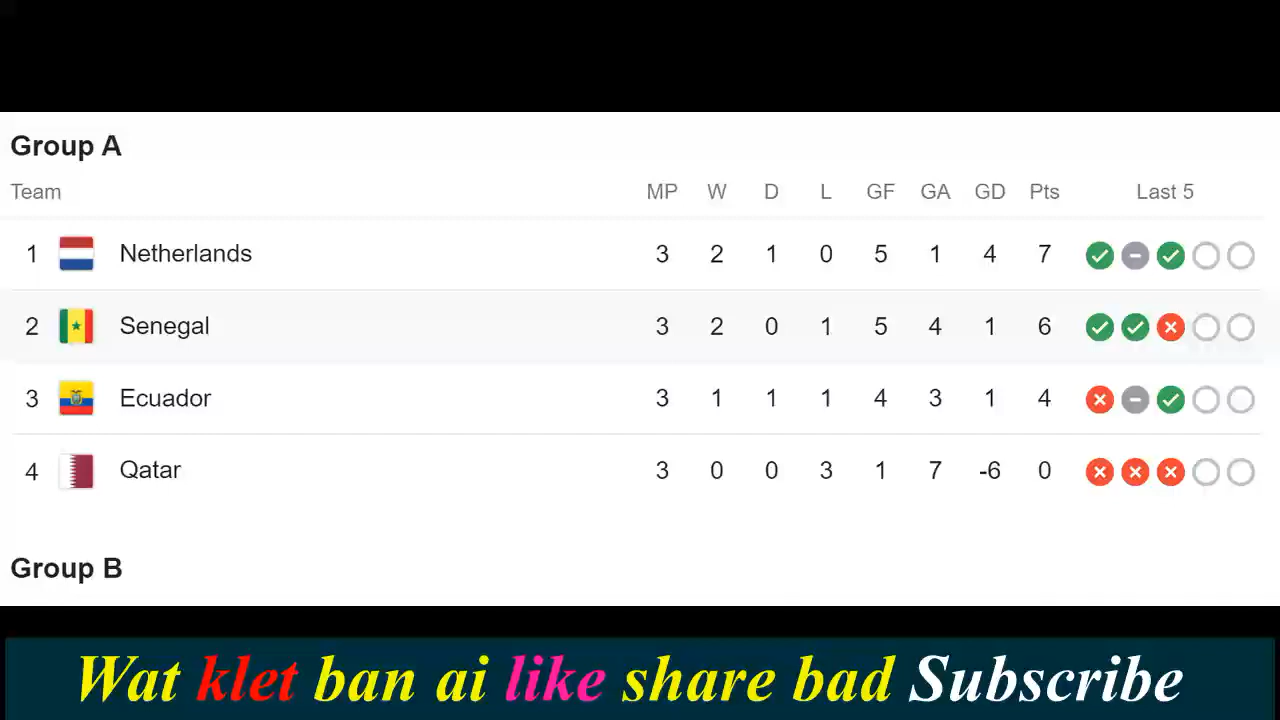 Group A
Team MP W D L GF GA GD Pts Last 5
1 Netherlands 3 2 1 0 5 1 4 7
2 Senegal 3 2 0 1 5 4 1 6
3 Ecuador 3 1 1 1 4 3 1 4
4 Qatar 3 0 0 3 1 7 -6 0
Group B
Wat klet ban ai like share bad Subscribe